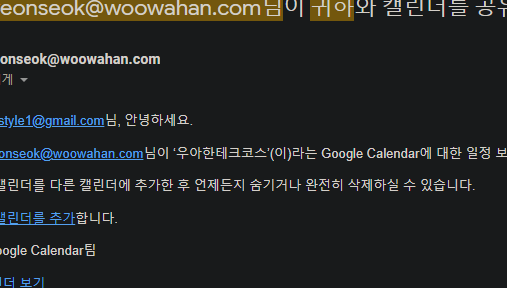 eonseok@woowahan.com님이 귀하와 캘린더를 공유
onseok@woowahan.com
에게
style1@gmail.com님, 안녕하세요.
onseok@woowahan.com님이 '우아한테크코스'(이)라는 Google Calendar에 대한 일정 보
캘린더를 다른 캘린더에 추가한 후 언제든지 숨기거나 완전히 삭제하실 수 있습니다.
캘린더를 추가합니다.
oogle Calendar팀
린더 보기